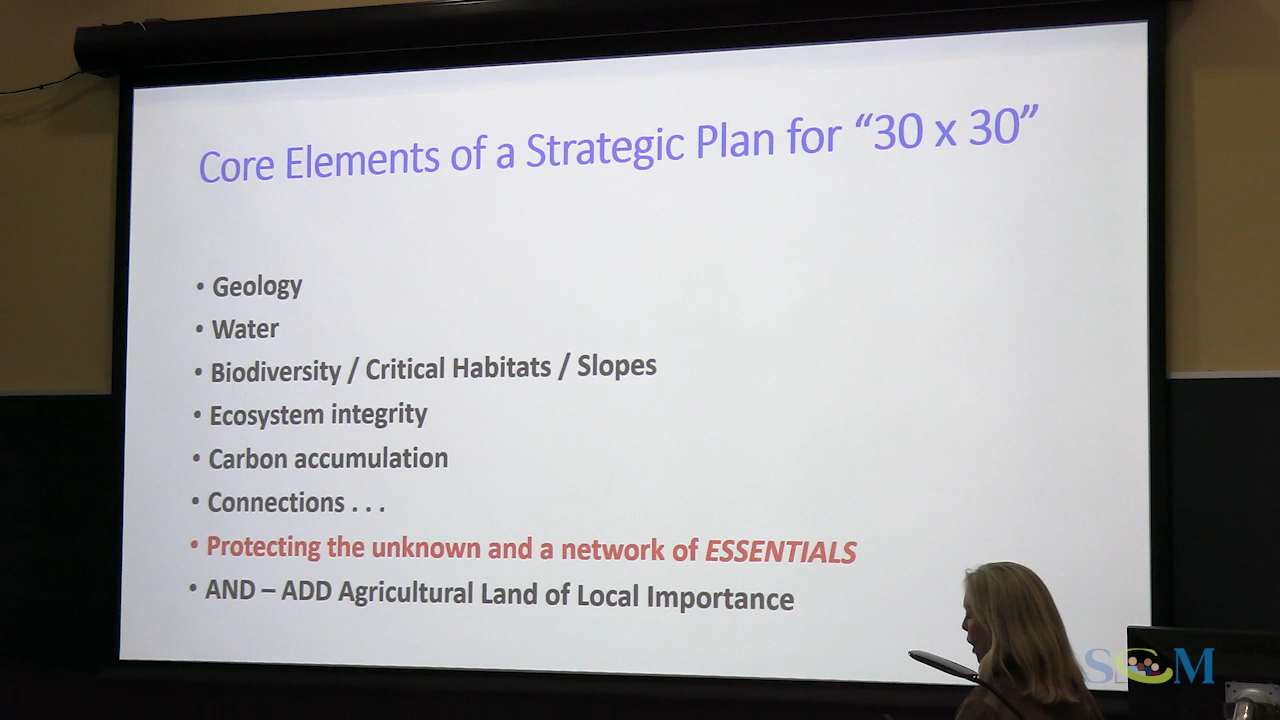 Core Elements of a Strategic Plan for “30 x 30”
• Geology
• Water
• Biodiversity / Critical Habitats / Slopes
• Ecosystem integrity
• Carbon accumulation
• Connections . . .
• Protecting the unknown and a network of ESSENTIALS
• AND – ADD Agricultural Land of Local Importance
SCM